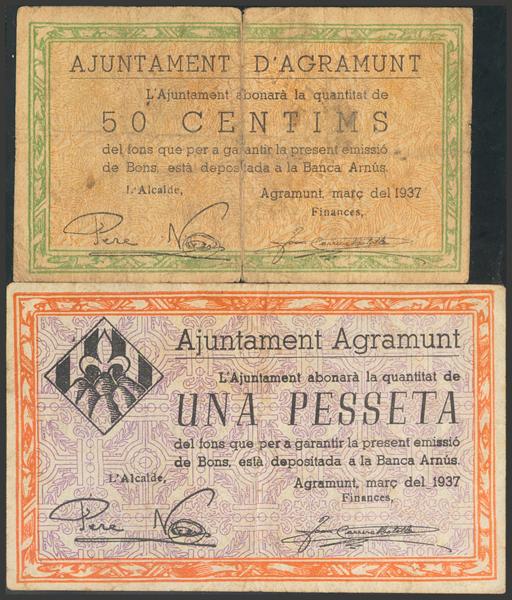 AJUNTAMENT D'AGRAMUNT
L'Ajuntament abonarà la quantitat de
50 CENTIMS
del fons que per a garantir la present emissió
de Bons, està depositada a la Banca Arnús.
L'Alcalde,
Agramunt, març del 1937
Finances,
Pere
Ajuntament Agramunt
L'Ajuntament abonarà la quantitat de
UNA PESSETA
del fons que per a garantir la present emissió
de Bons, està depositada a la Banca Arnús.
L'Alcalde,
Agramunt, març del 1937
Finances,
Pere